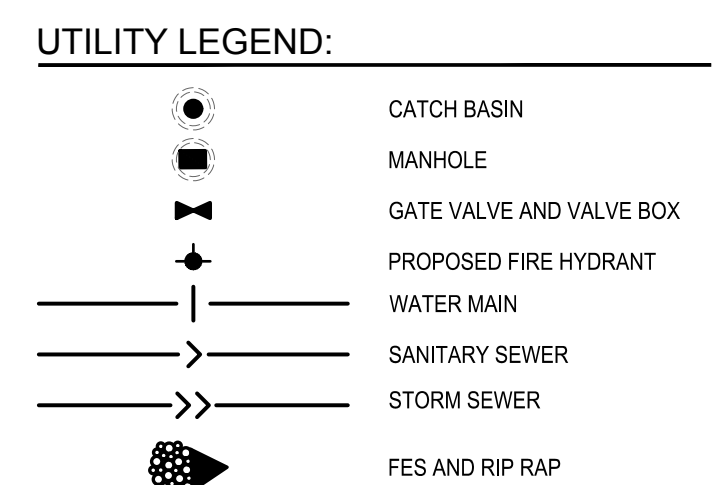 UTILITY LEGEND:
CATCH BASIN
MANHOLE
GATE VALVE AND VALVE BOX
PROPOSED FIRE HYDRANT
WATER MAIN
SANITARY SEWER
STORM SEWER
FES AND RIP RAP